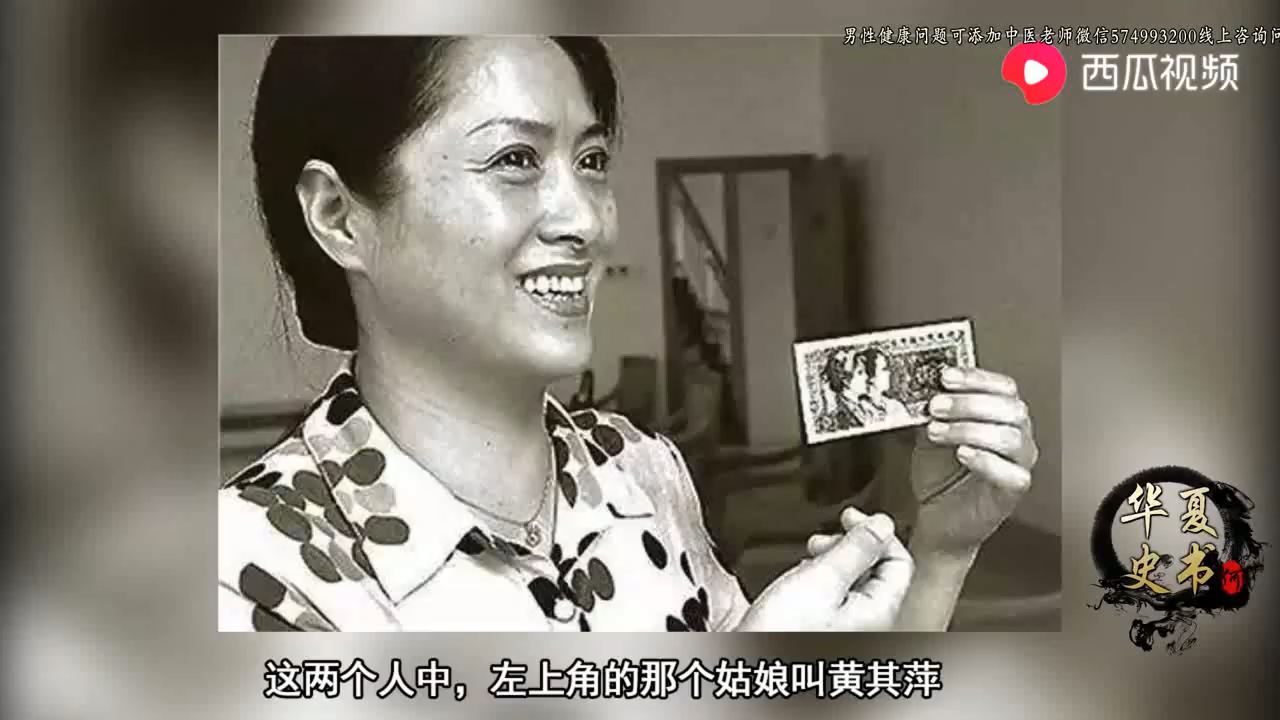 男性健康问题可添加中医老师微信574993200线上咨询问
西瓜视频
华夏
史书
这两个人中，左上角的那个姑娘叫黄其萍